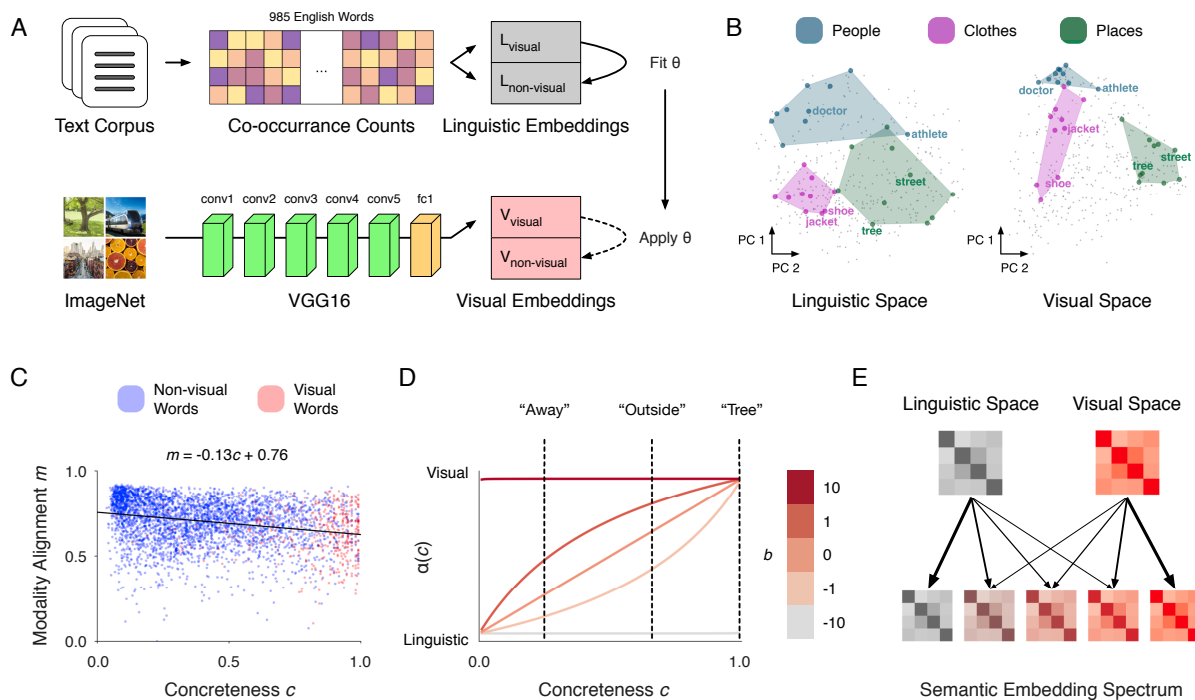 A
985 English Words
...
Text Corpus
Co-occurrance Counts
L visual
L non-visual
Linguistic Embeddings
Fit θ
conv1 conv2 conv3 conv4 conv5 fc1
ImageNet
VGG16
V visual
V non-visual
Visual Embeddings
Apply θ
B
People Clothes Places
doctor
athlete
street
shoe
jacket
tree
PC 1
PC 2
Linguistic Space
doctor
athlete
jacket
street
tree
shoe
PC 1
PC 2
Visual Space
C
Non-visual Words
Visual Words
m = -0.13c + 0.76
Modality Alignment m
1.0
0.5
0.0
0.0 0.5 1.0
Concreteness c
D
“Away” “Outside” “Tree”
Visual
α(c)
Linguistic
0.0 1.0
Concreteness c
b
10
1
0
-1
-10
E
Linguistic Space Visual Space
Semantic Embedding Spectrum